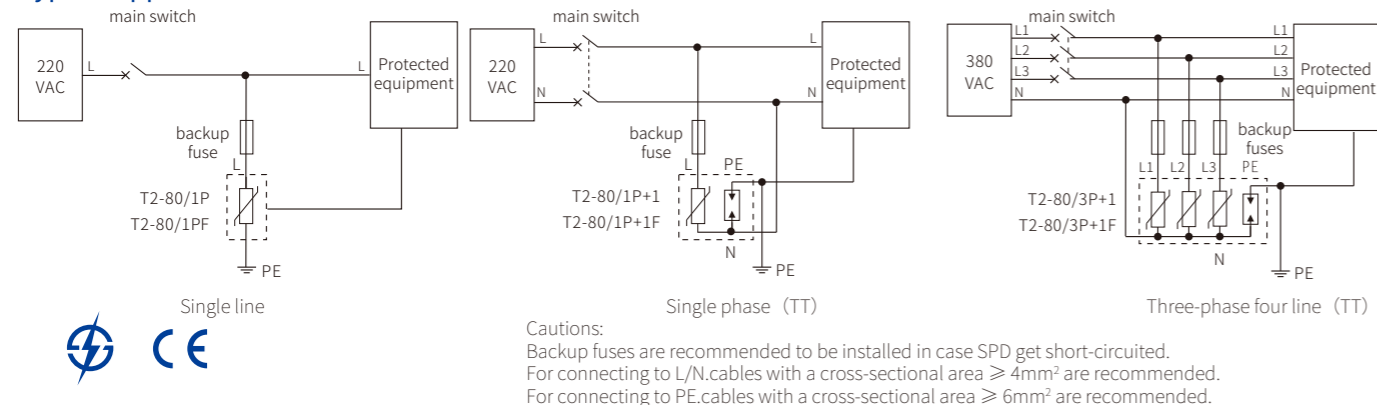 main switch
220
VAC
L
L
Protected
equipment
backup
fuse
L
T2-80/1P
T2-80/1PF
PE
Single line
main switch
220
VAC
L
N
L
N
Protected
equipment
backup
fuse
L
PE
T2-80/1P+1
T2-80/1P+1F
N
PE
Single phase（TT）
main switch
380
VAC
L1
L2
L3
N
L1
L2
L3
N
Protected
equipment
backup
fuses
L1
L2
L3
PE
T2-80/3P+1
T2-80/3P+1F
N
PE
Three-phase four line（TT）
CE
Cautions:
Backup fuses are recommended to be installed in case SPD get short-circuited.
For connecting to L/N.cables with a cross-sectional area ⩾ 4mm² are recommended.
For connecting to PE.cables with a cross-sectional area ⩾ 6mm² are recommended.